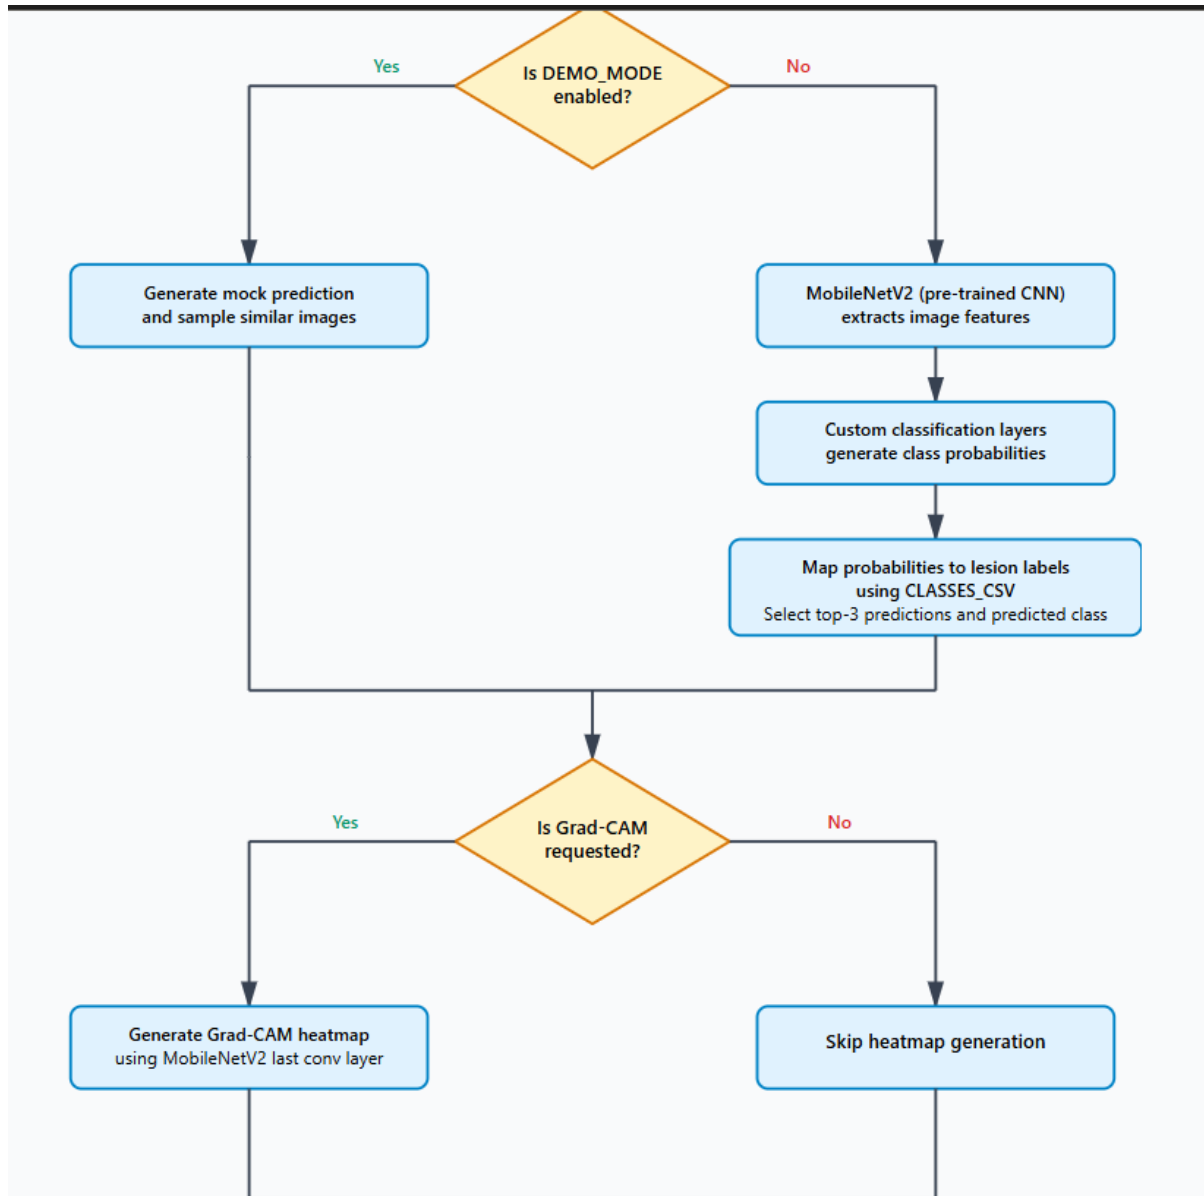 Is DEMO_MODE
enabled?
Yes
No
Generate mock prediction
and sample similar images
MobileNetV2 (pre-trained CNN)
extracts image features
Custom classification layers
generate class probabilities
Map probabilities to lesion labels
using CLASSES_CSV
Select top-3 predictions and predicted class
Is Grad-CAM
requested?
Yes
No
Generate Grad-CAM heatmap
using MobileNetV2 last conv layer
Skip heatmap generation